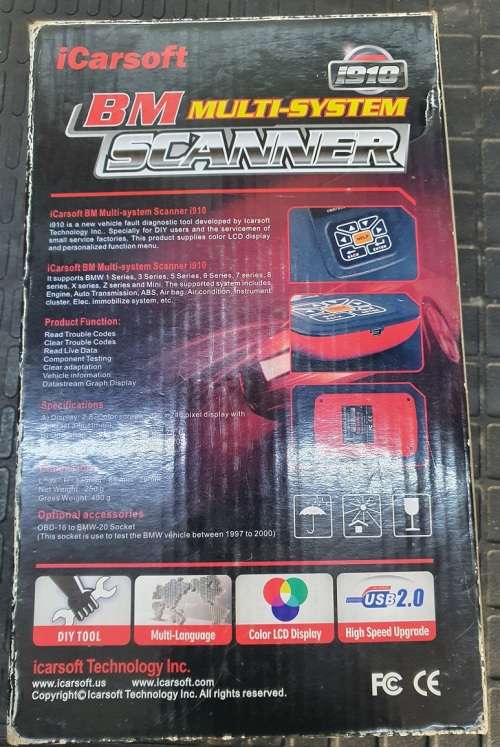 iCarsoft
i910
BM MULTI-SYSTEM
SCANNER
iCarsoft BM Multi-system Scanner i910
i910 is a new vehicle fault diagnostic tool developed by Icarsoft
Technology Inc.. Specially for DIY users and the servicemen of
small service factories. This product supplies color LCD display
and personalized function menu.
iCarsoft BM Multi-system Scanner i910
It supports BMW 1 Series, 3 Series, 5 Series, 6 Series, 7 series, 8
series, X series, Z series and Mini. The supported system includes
Engine, Auto Transmission, ABS, Air bag, Air condition, Instrument
cluster, Elec. immobilize system, etc.
HELP
BACK
ENTER
Product Function:
Read Trouble Codes
Clear Trouble Codes
Read Live Data
Component Testing
Clear adaptation
Vehicle information
Datastream Graph Display
Specifications
pixel display with
Net Weight: 260 g
Gross Weight: 490 g
Optional accessories
OBD-16 to BMW-20 Socket
(This socket is use to test the BMW vehicle between 1997 to 2000)
DIY TOOL
Multi-Language
Color LCD Display
USB 2.0
High Speed Upgrade
icarsoft Technology Inc.
www.icarsoft.us www.icarsoft.com
Copyright©Icarsoft Technology Inc. All rights reserved.
FC CE